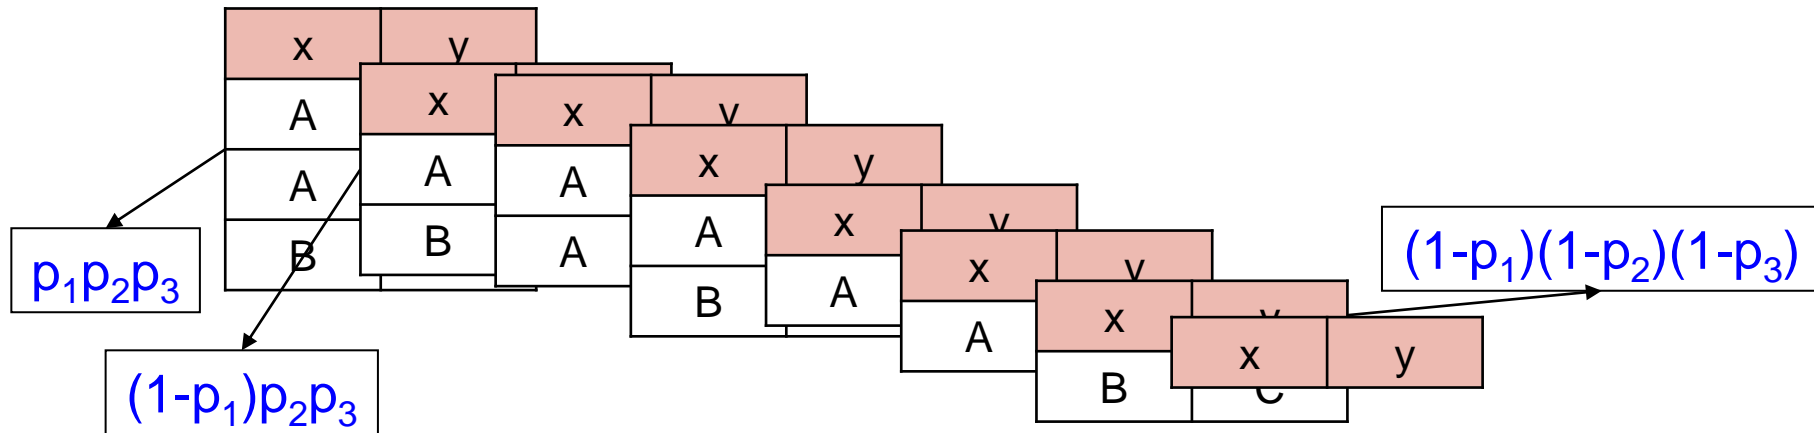 x y
A
A
B
x
A
B
x y
A
A
x y
A
B
x y
A
x y
A
x y
B C
x y
p₁p₂p₃
(1-p₁)p₂p₃
(1-p₁)(1-p₂)(1-p₃)